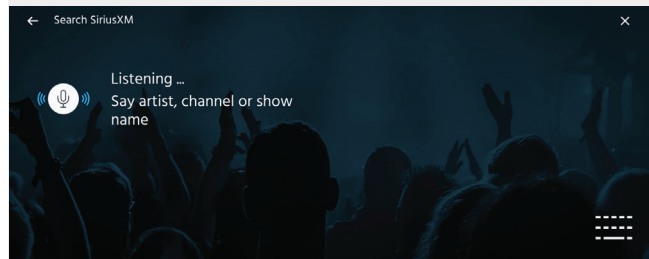 Search SiriusXM
Listening ...
Say artist, channel or show
name